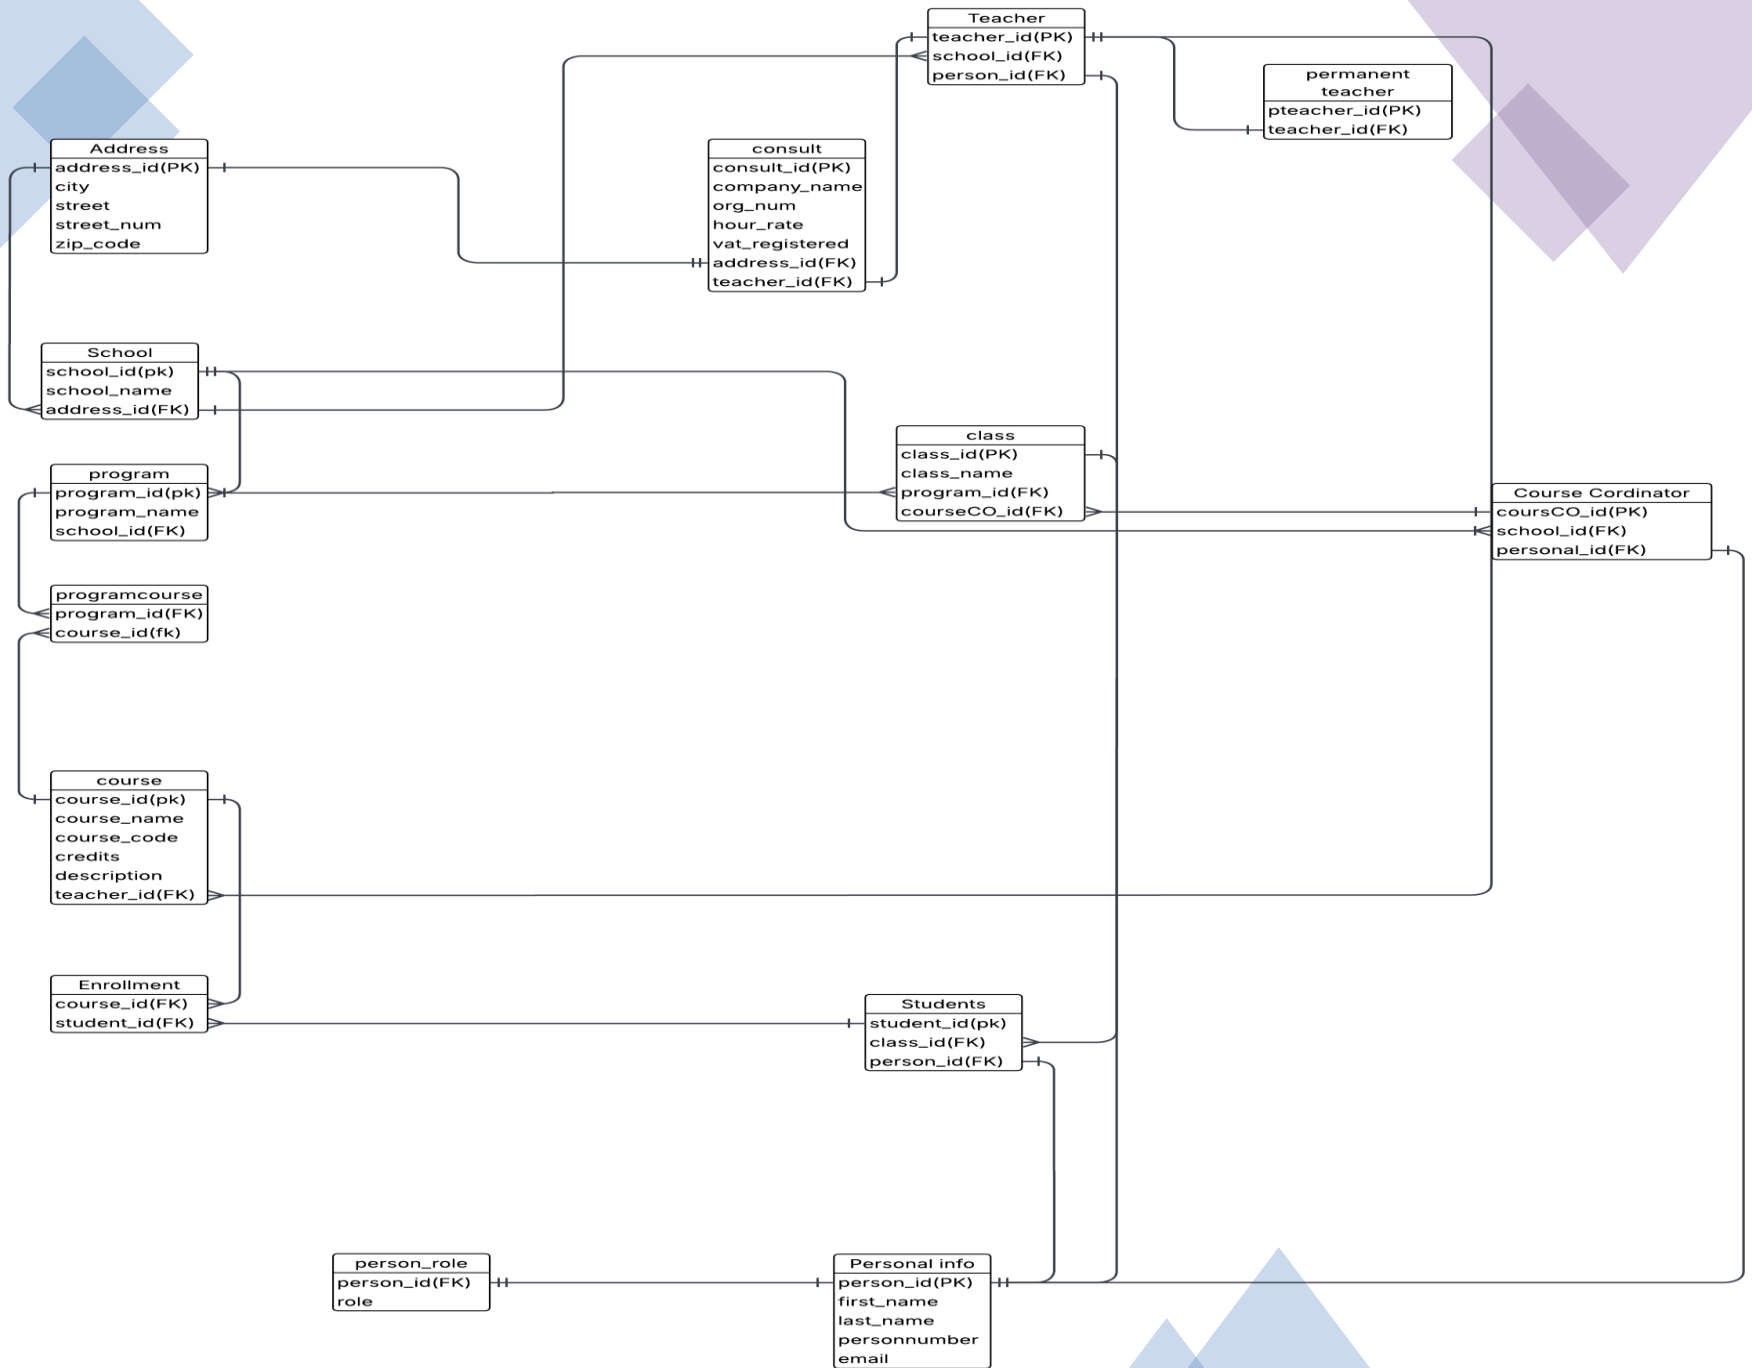 Teacher
teacher_id(PK)
school_id(FK)
person_id(FK)
permanent
teacher
pteacher_id(PK)
teacher_id(FK)
Address
address_id(PK)
city
street
street_num
zip_code
consult
consult_id(PK)
company_name
org_num
hour_rate
vat_registered
address_id(FK)
teacher_id(FK)
School
school_id(pk)
school_name
address_id(FK)
class
class_id(PK)
class_name
program_id(FK)
courseCO_id(FK)
program
program_id(pk)
program_name
school_id(FK)
Course Cordinator
coursCO_id(PK)
school_id(FK)
personal_id(FK)
programcourse
program_id(FK)
course_id(fk)
course
course_id(pk)
course_name
course_code
credits
description
teacher_id(FK)
Enrollment
course_id(FK)
student_id(FK)
Students
student_id(pk)
class_id(FK)
person_id(FK)
person_role
person_id(FK)
role
Personal info
person_id(PK)
first_name
last_name
personnumber
email